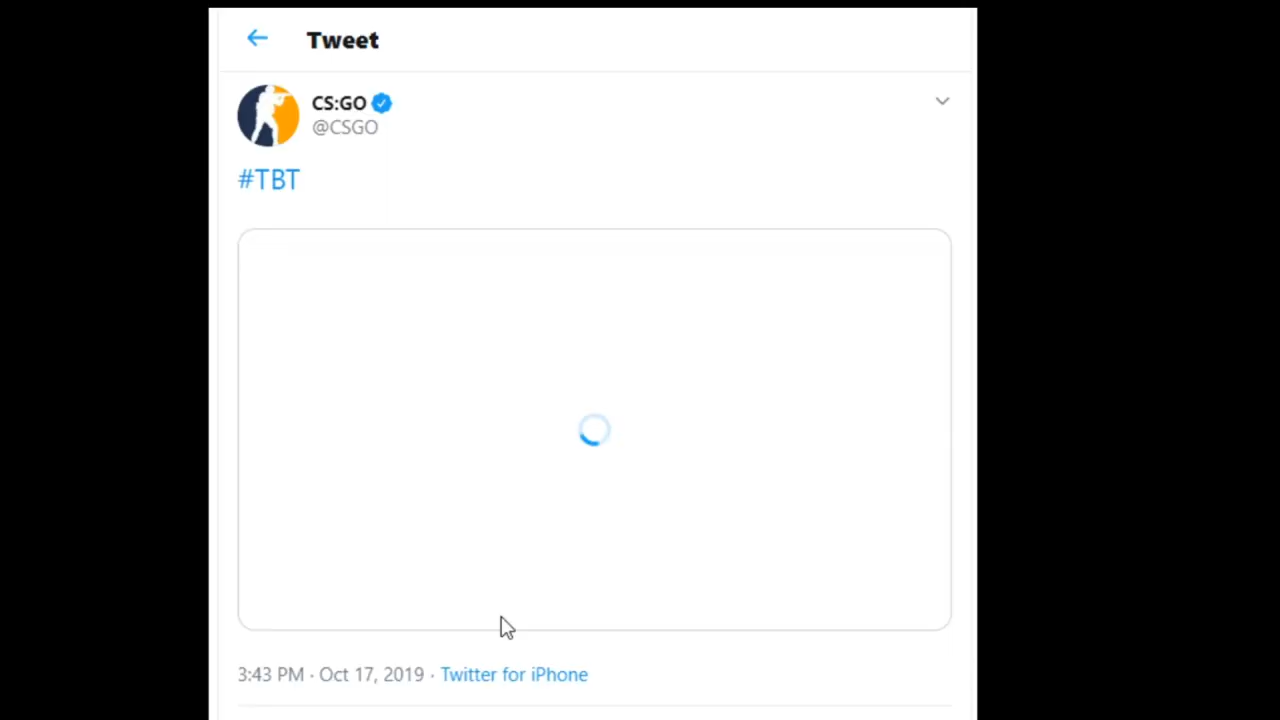 Tweet
CS:GO
@CSGO
#TBT
3:43 PM · Oct 17, 2019 · Twitter for iPhone